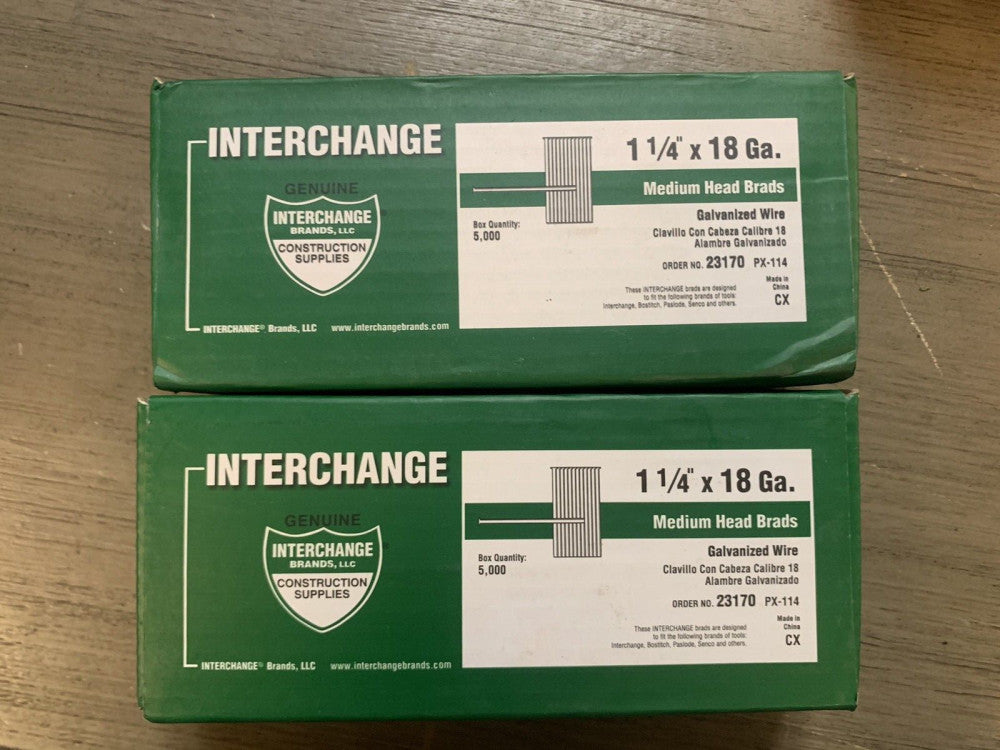 INTERCHANGE
GENUINE
INTERCHANGE
BRANDS, LLC
CONSTRUCTION
SUPPLIES
INTERCHANGE® Brands, LLC www.interchangebrands.com
1 1/4" x 18 Ga.
Medium Head Brads
Galvanized Wire
Box Quantity:
5,000
Clavillo Con Cabeza Calibre 18
Alambre Galvanizado
ORDER NO. 23170 PX-114
Made in
China
CX
These INTERCHANGE brads are designed
to fit the following brands of tools:
Interchange, Bostitch, Paslode, Senco and others.
INTERCHANGE
GENUINE
INTERCHANGE
BRANDS, LLC
CONSTRUCTION
SUPPLIES
INTERCHANGE® Brands, LLC www.interchangebrands.com
1 1/4" x 18 Ga.
Medium Head Brads
Galvanized Wire
Box Quantity:
5,000
Clavillo Con Cabeza Calibre 18
Alambre Galvanizado
ORDER NO. 23170 PX-114
Made in
China
CX
These INTERCHANGE brads are designed
to fit the following brands of tools:
Interchange, Bostitch, Paslode, Senco and others.